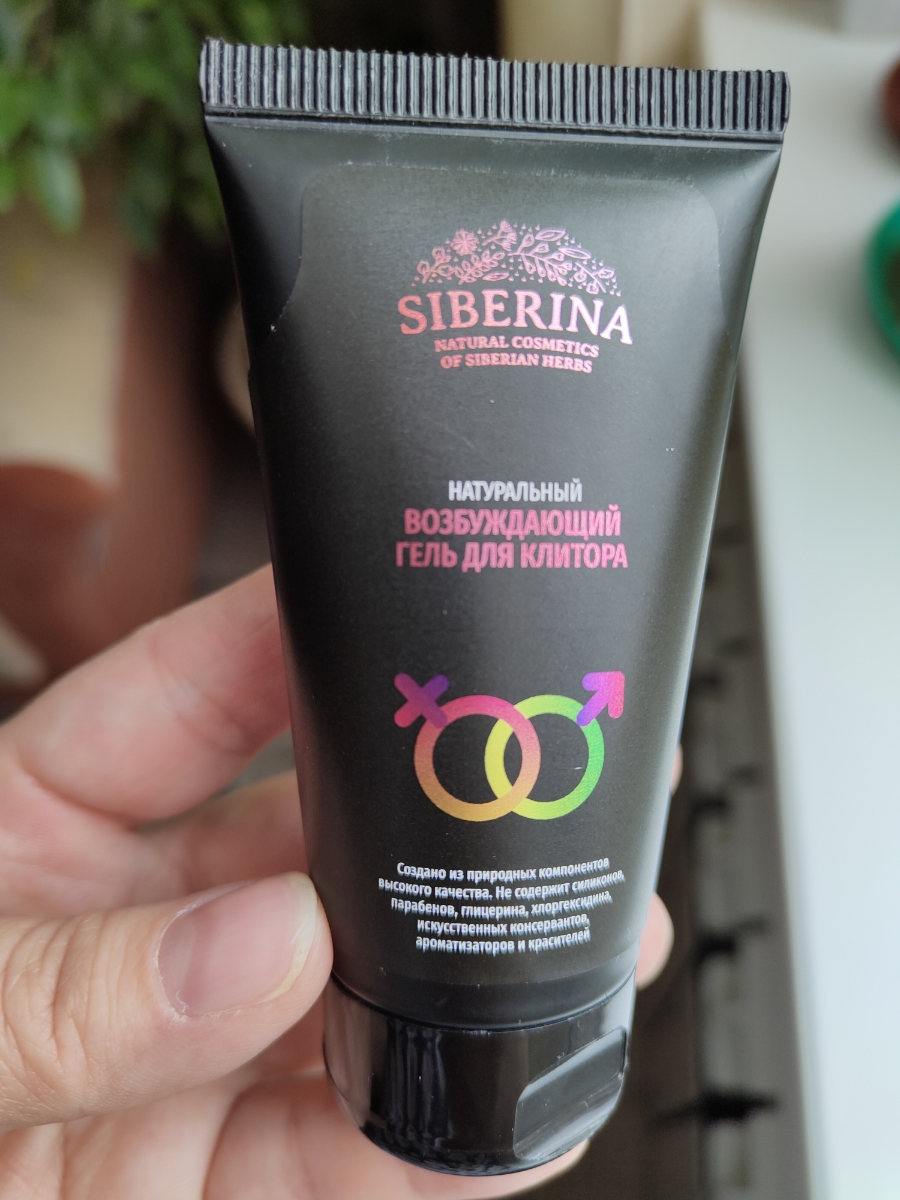 SIBERINA
NATURAL COSMETICS
OF SIBERIAN HERBS
НАТУРАЛЬНЫЙ
ВОЗБУЖДАЮЩИЙ
ГЕЛЬ ДЛЯ КЛИТОРА
Создано из природных компонентов
высокого качества. Не содержит силиконов,
парабенов, глицерина, хлоргексидина,
искусственных консервантов,
ароматизаторов и красителей